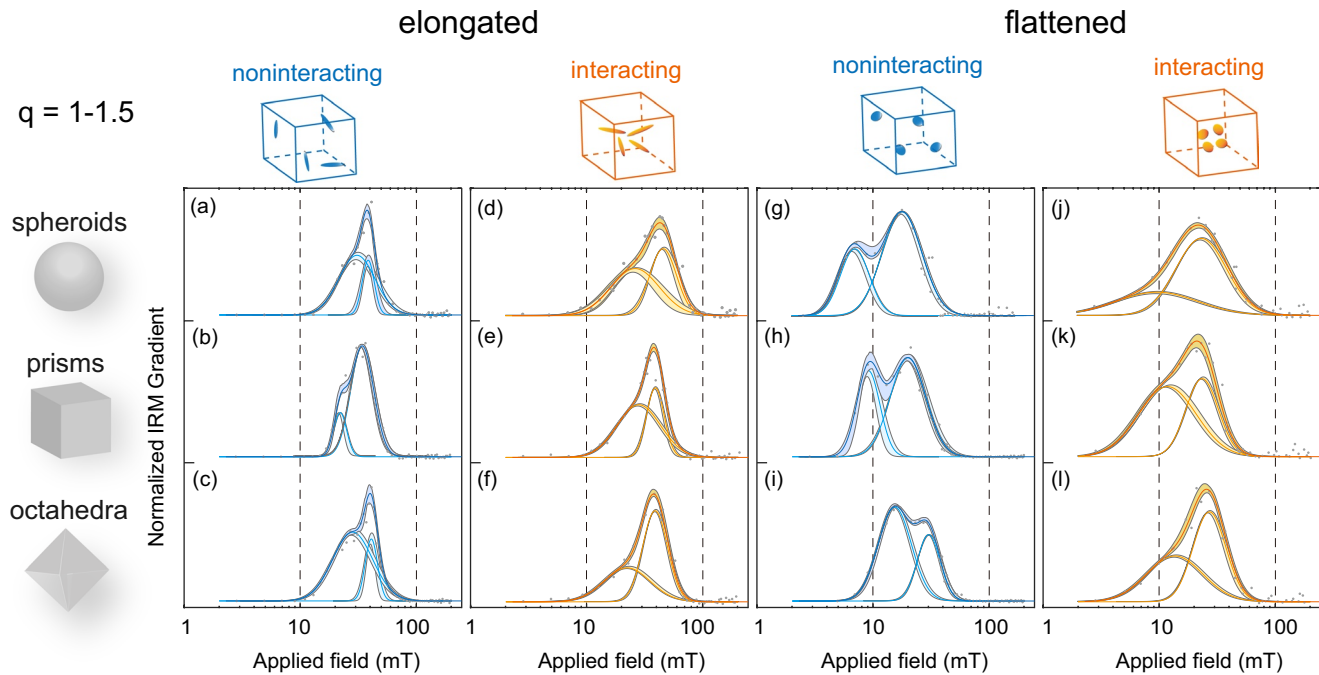 elongated
flattened
noninteracting
interacting
noninteracting
interacting
q = 1-1.5
spheroids
prisms
octahedra
Normalized IRM Gradient
(a)
(d)
(g)
(j)
(b)
(e)
(h)
(k)
(c)
(f)
(i)
(l)
1 10 100 1 10 100 1 10 100 1 10 100
Applied field (mT)
Applied field (mT)
Applied field (mT)
Applied field (mT)